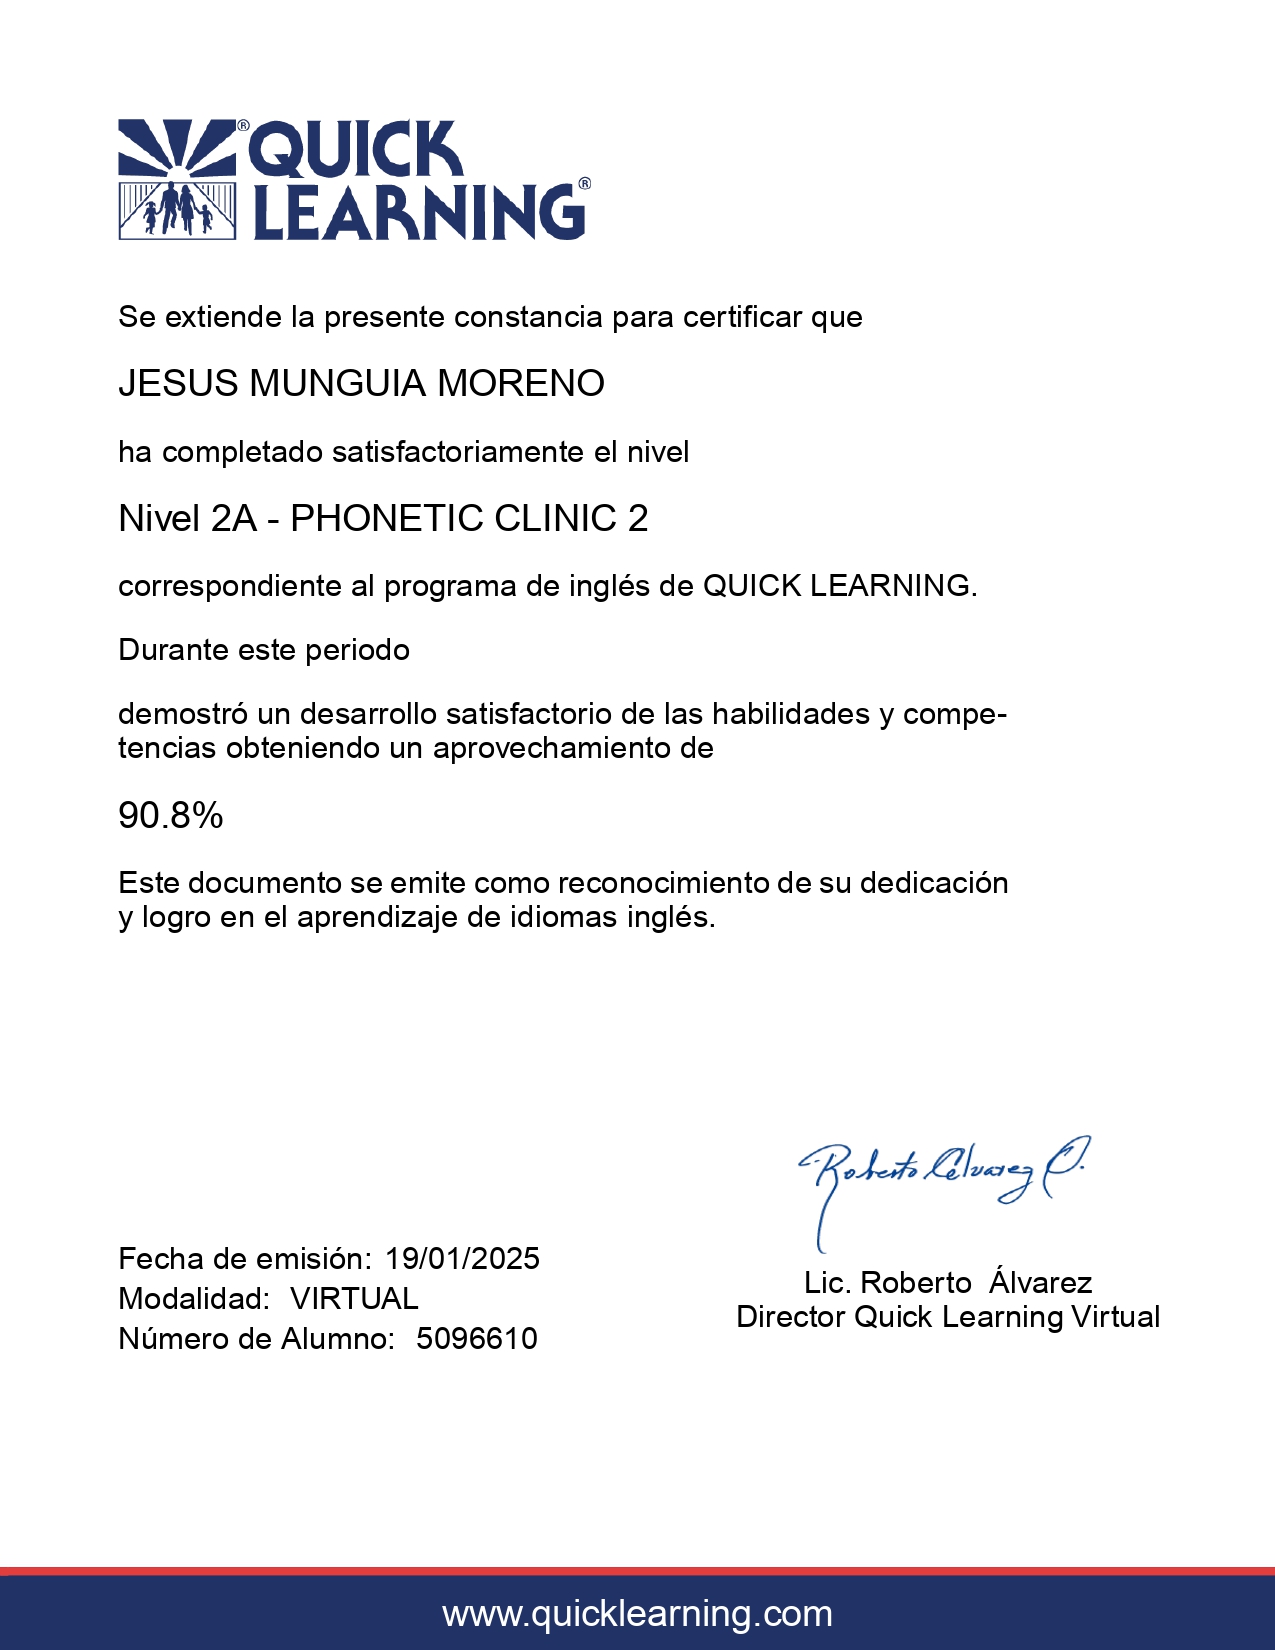 QUICK
LEARNING
Se extiende la presente constancia para certificar que
JESUS MUNGUIA MORENO
ha completado satisfactoriamente el nivel
Nivel 2A - PHONETIC CLINIC 2
correspondiente al programa de inglés de QUICK LEARNING.
Durante este periodo
demostró un desarrollo satisfactorio de las habilidades y compe-
tencias obteniendo un aprovechamiento de
90.8%
Este documento se emite como reconocimiento de su dedicación
y logro en el aprendizaje de idiomas inglés.
Roberto Álvarez C.
Fecha de emisión: 19/01/2025
Modalidad: VIRTUAL
Número de Alumno: 5096610
Lic. Roberto Álvarez
Director Quick Learning Virtual
www.quicklearning.com